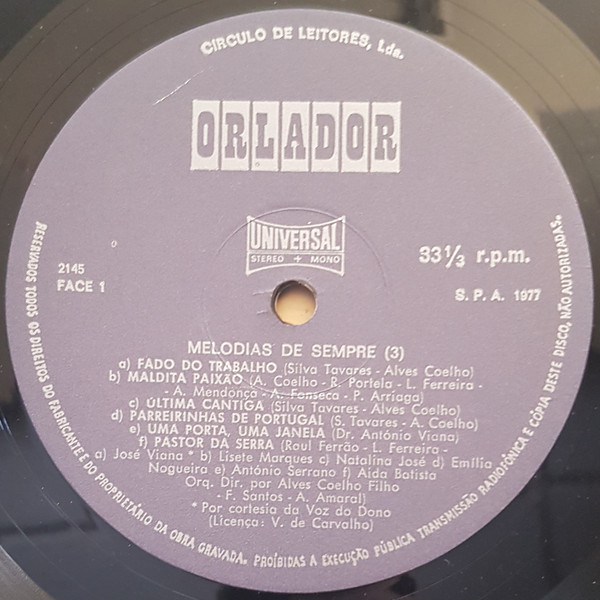 CÍRCULO DE LEITORES, Lda.
ORLADOR
UNIVERSAL
STEREO + MONO
33 1/3 r.p.m.
2145
FACE 1
S. P. A. 1977
MELODIAS DE SEMPRE (3)
a) FADO DO TRABALHO (Silva Tavares - Alves Coelho)
b) MALDITA PAIXÃO (A. Coelho - R. Portela - L. Ferreira -
- A. Mendonça - A. Fonseca - P. Arriaga)
c) ÚLTIMA CANTIGA (Silva Tavares - Alves Coelho)
d) PARREIRINHAS DE PORTUGAL (S. Tavares - A. Coelho)
e) UMA PORTA, UMA JANELA (Dr. António Viana)
f) PASTOR DA SERRA (Raul Ferrão - L. Ferreira -
a) José Viana * b) Lisete Marques c) Natalina José d) Emília
Nogueira e) António Serrano f) Aida Batista
Orq. Dir. por Alves Coelho Filho
- F. Santos - A. Amaral)
* Por cortesia da Voz do Dono
(Licença: V. de Carvalho)
RESERVADOS TODOS OS DIREITOS DO FABRICANTE E DO PROPRIETÁRIO DA OBRA GRAVADA. PROÍBIDAS A EXECUÇÃO PÚBLICA TRANSMISSÃO RADIOFÓNICA E CÓPIA DESTE DISCO, NÃO AUTORIZADAS.